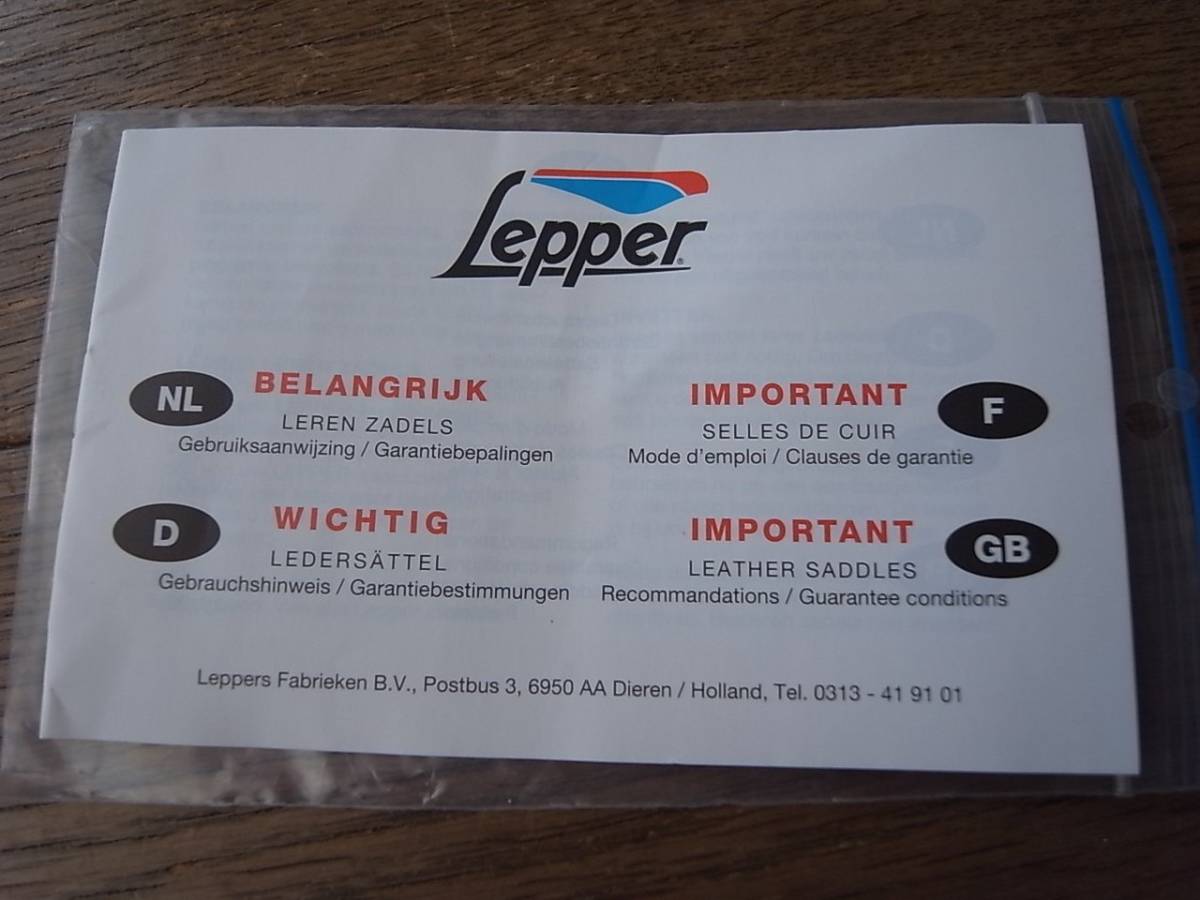 Lepper
NL
BELANGRIJK
LEREN ZADELS
Gebruiksaanwijzing / Garantiebepalingen
IMPORTANT
F
SELLES DE CUIR
Mode d'emploi / Clauses de garantie
D
WICHTIG
LEDERSÄTTEL
Gebrauchshinweis / Garantiebestimmungen
IMPORTANT
GB
LEATHER SADDLES
Recommandations / Guarantee conditions
Leppers Fabrieken B.V., Postbus 3, 6950 AA Dieren / Holland, Tel. 0313 - 41 91 01